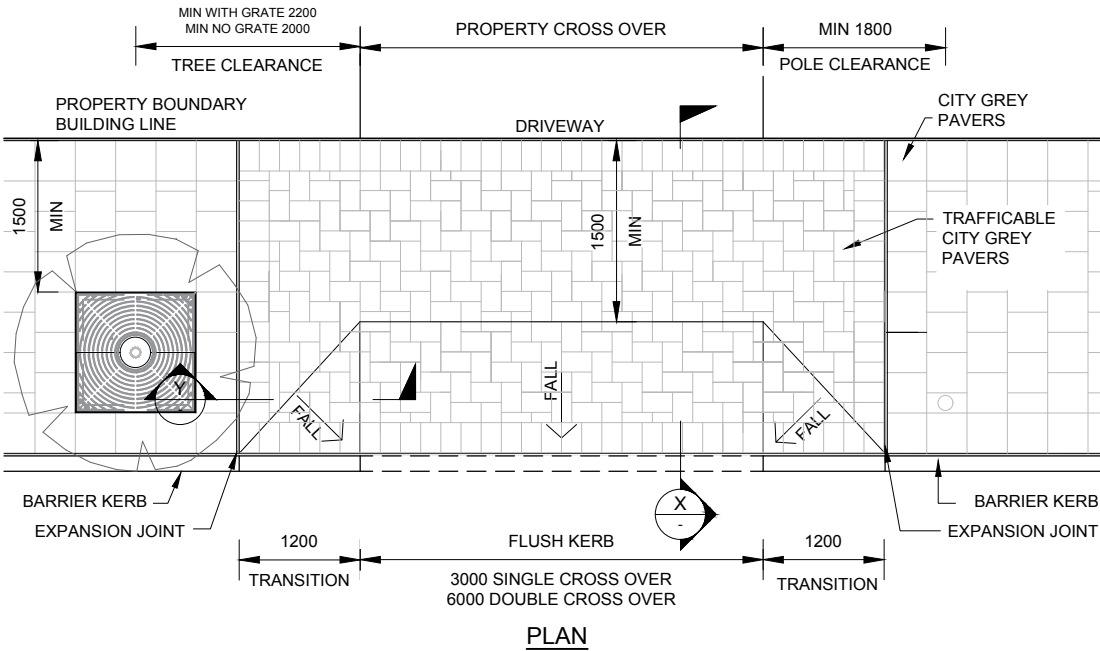 MIN WITH GRATE 2200
MIN NO GRATE 2000
TREE CLEARANCE
PROPERTY CROSS OVER
MIN 1800
POLE CLEARANCE
PROPERTY BOUNDARY
BUILDING LINE
DRIVEWAY
CITY GREY
PAVERS
1500
MIN
1500
MIN
TRAFFICABLE
CITY GREY
PAVERS
Y
-
FALL
FALL
FALL
BARRIER KERB
EXPANSION JOINT
X
-
BARRIER KERB
EXPANSION JOINT
1200
TRANSITION
FLUSH KERB
3000 SINGLE CROSS OVER
6000 DOUBLE CROSS OVER
1200
TRANSITION
PLAN